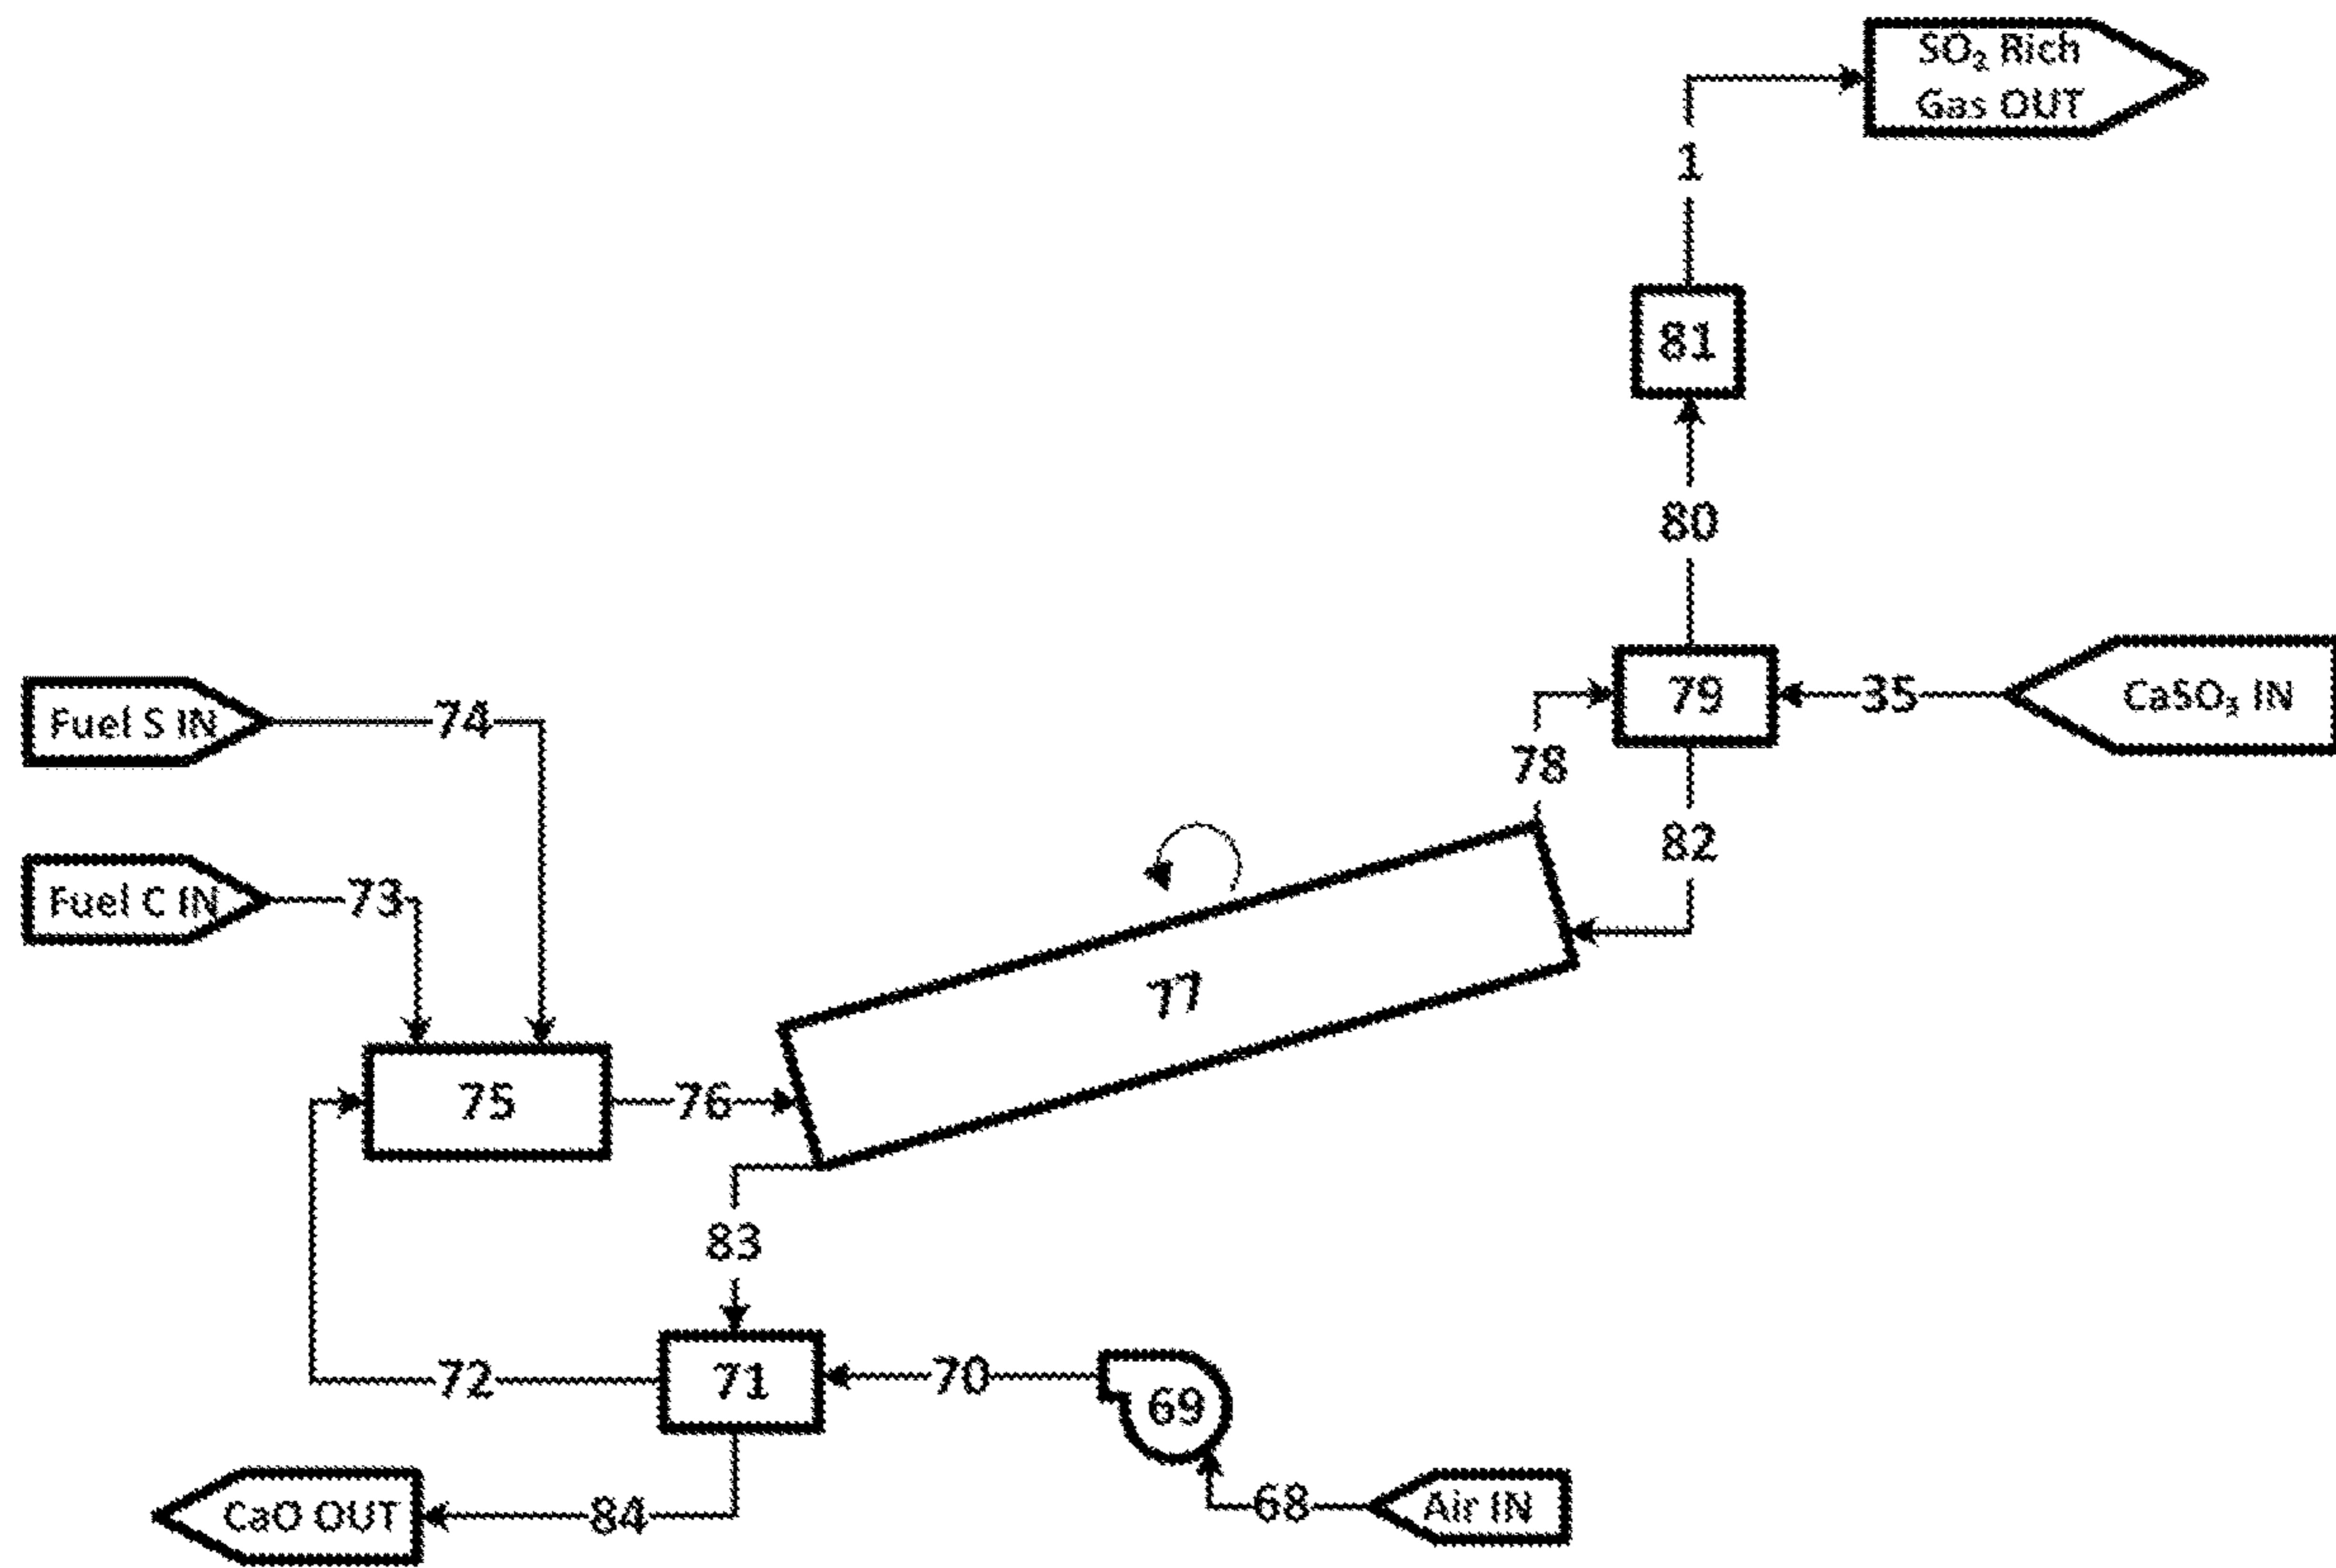 SO₂ Rich
Gas OUT
1
81
80
79
35
CaSO₃ IN
78
82
Fuel S IN
74
Fuel C IN
73
77
75
76
83
72
71
70
69
CaO OUT
84
68
Air IN